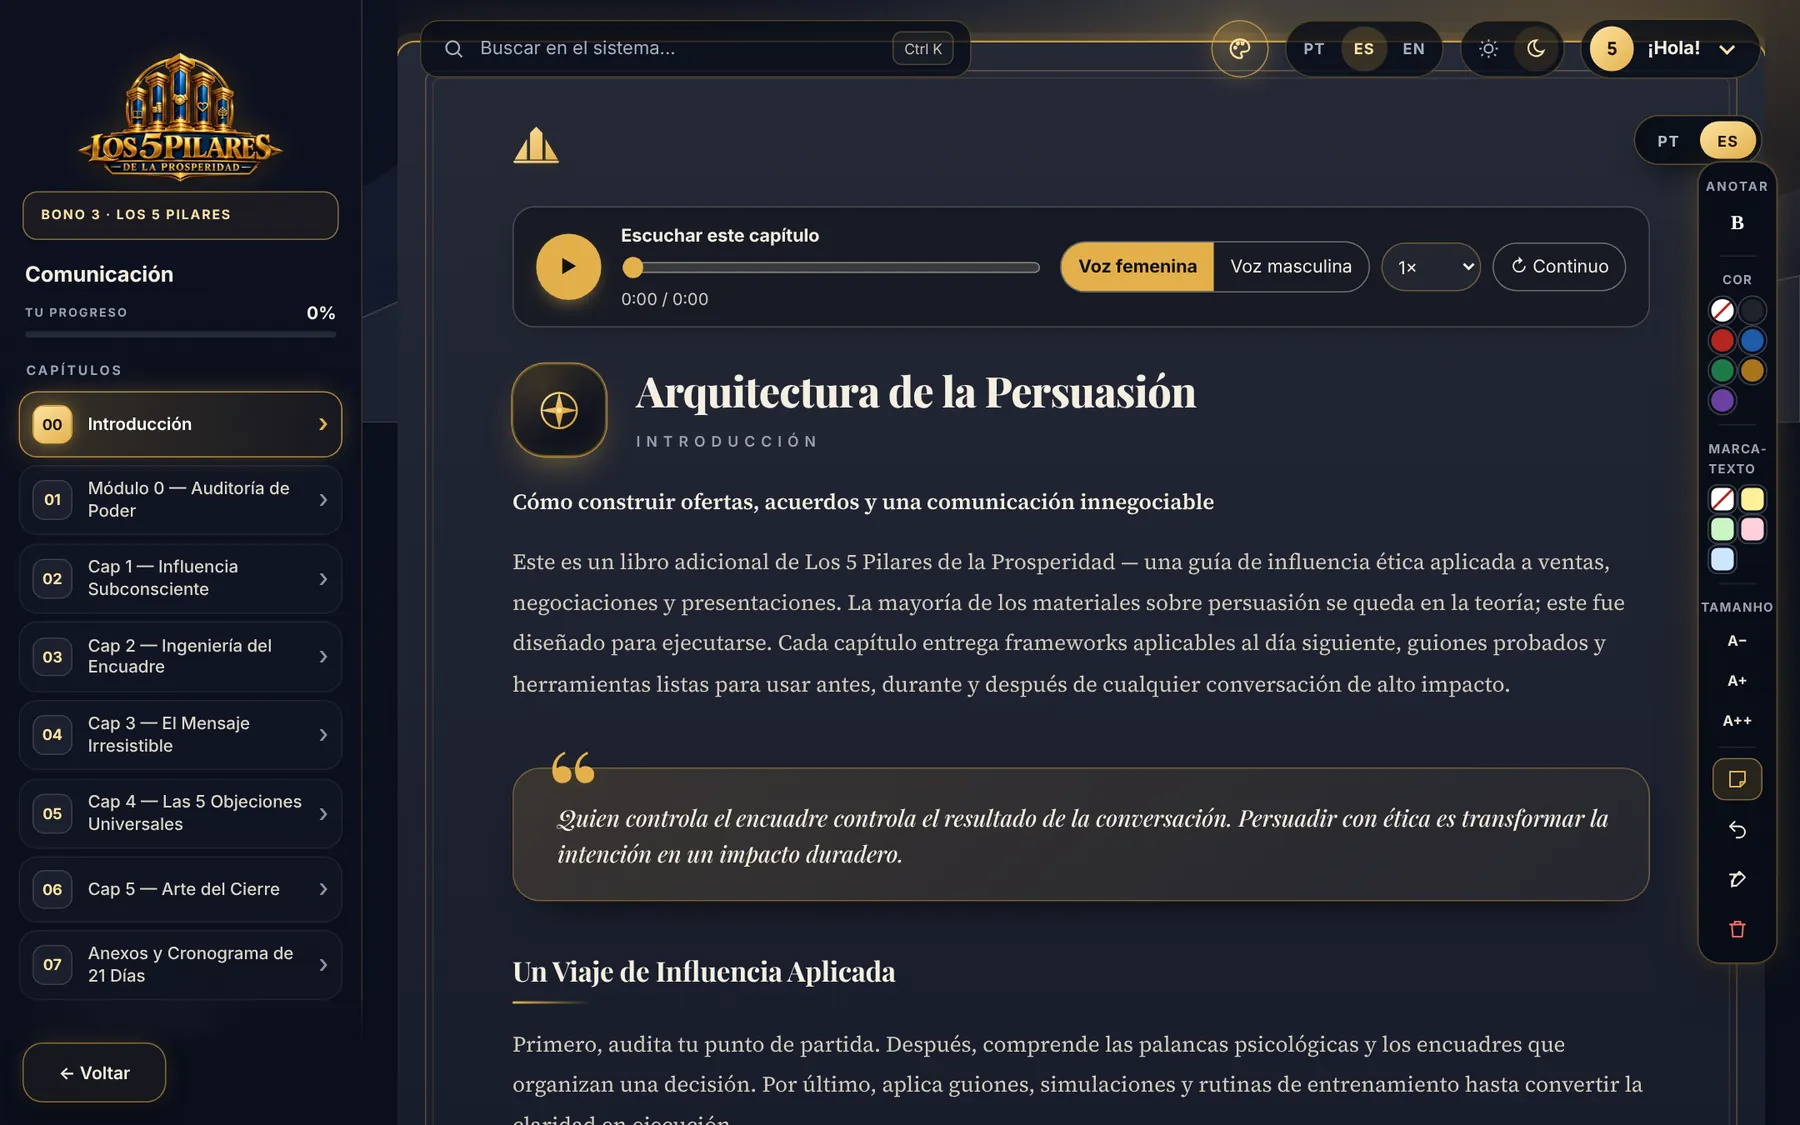 LOS 5 PILARES
DE LA PROSPERIDAD
BONO 3 · LOS 5 PILARES
Comunicación
TU PROGRESO 0%
CAPÍTULOS
00 Introducción
01 Módulo 0 — Auditoría de
Poder
02 Cap 1 — Influencia
Subconsciente
03 Cap 2 — Ingeniería del
Encuadre
04 Cap 3 — El Mensaje
Irresistible
05 Cap 4 — Las 5 Objeciones
Universales
06 Cap 5 — Arte del Cierre
07 Anexos y Cronograma de
21 Días
← Voltar
Buscar en el sistema... Ctrl K
PT ES EN
5 ¡Hola!
PT ES
Escuchar este capítulo
0:00 / 0:00
Voz femenina Voz masculina 1× ↻ Continuo
Arquitectura de la Persuasión
INTRODUCCIÓN
Cómo construir ofertas, acuerdos y una comunicación innegociable
Este es un libro adicional de Los 5 Pilares de la Prosperidad — una guía de influencia ética aplicada a ventas,
negociaciones y presentaciones. La mayoría de los materiales sobre persuasión se queda en la teoría; este fue
diseñado para ejecutarse. Cada capítulo entrega frameworks aplicables al día siguiente, guiones probados y
herramientas listas para usar antes, durante y después de cualquier conversación de alto impacto.
“
Quien controla el encuadre controla el resultado de la conversación. Persuadir con ética es transformar la
intención en un impacto duradero.
Un Viaje de Influencia Aplicada
Primero, audita tu punto de partida. Después, comprende las palancas psicológicas y los encuadres que
organizan una decisión. Por último, aplica guiones, simulaciones y rutinas de entrenamiento hasta convertir la
claridad en ejecución.
ANOTAR
B
COR
MARCA-
TEXTO
TAMANHO
A−
A+
A++